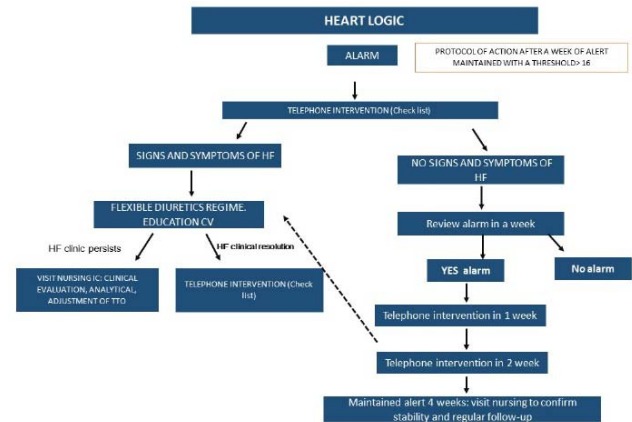 HEART LOGIC
ALARM
PROTOCOL OF ACTION AFTER A WEEK OF ALERT
MAINTAINED WITH A THRESHOLD> 16
TELEPHONE INTERVENTION (Check list)
SIGNS AND SYMPTOMS OF HF
NO SIGNS AND SYMPTOMS OF
HF
FLEXIBLE DIURETICS REGIME.
EDUCATION CV
Review alarm in a week
HF clinic persists
HF clinical resolution
YES alarm
No alarm
VISIT NURSING IC: CLINICAL
EVALUATION, ANALYTICAL,
ADJUSTMENT OF TTO
TELEPHONE INTERVENTION (Check
list)
Telephone intervention in 1 week
Telephone intervention in 2 week
Maintained alert 4 weeks: visit nursing to confirm
stability and regular follow-up